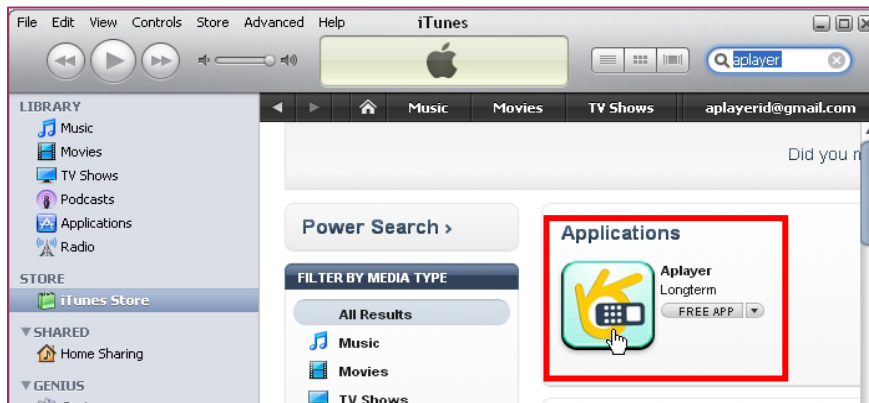 File Edit View Controls Store Advanced Help
iTunes
aplayer
LIBRARY
Music
Movies
TV Shows
Podcasts
Applications
Radio
STORE
iTunes Store
SHARED
Home Sharing
GENIUS
Music Movies TV Shows aplayerid@gmail.com
Did you
Power Search ›
FILTER BY MEDIA TYPE
All Results
Music
Movies
TV Shows
Applications
Aplayer
Longterm
FREE APP